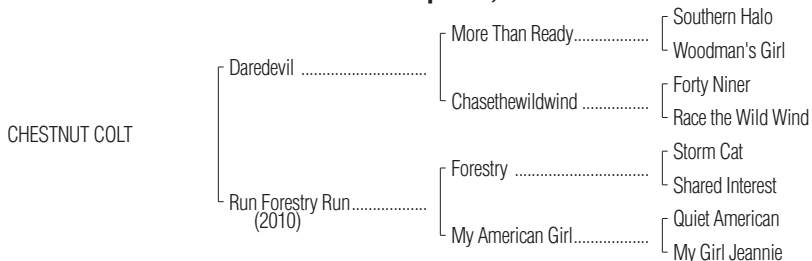 Southern Halo
More Than Ready..................
Woodman's Girl
Daredevil ..............................
Forty Niner
Chasethewildwind ................
Race the Wild Wind
CHESTNUT COLT
Storm Cat
Forestry ................................
Shared Interest
Run Forestry Run..................
(2010)
Quiet American
My American Girl..................
My Girl Jeannie